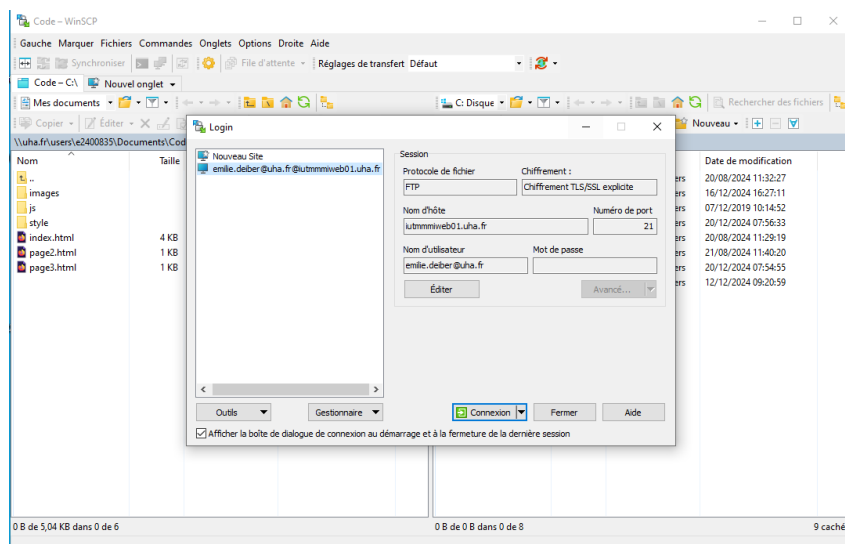 Code – WinSCP
Gauche Marquer Fichiers Commandes Onglets Options Droite Aide
Synchroniser File d'attente Réglages de transfert Défaut
Code – C:\ Nouvel onglet
Mes documents C: Disque Rechercher des fichiers
Copier Éditer Nouveau
\\uha.fr\users\e2400835\Documents\Cod
Nom Taille Date de modification
.. ers 20/08/2024 11:32:27
images ers 16/12/2024 16:27:11
js ers 07/12/2019 10:14:52
style ers 20/12/2024 07:56:33
index.html 4 KB ers 20/08/2024 11:29:19
page2.html 1 KB ers 21/08/2024 11:40:20
page3.html 1 KB ers 20/12/2024 07:54:55
ers 12/12/2024 09:20:59
Login
Nouveau Site
emilie.deiber@uha.fr@iutmmmiweb01.uha.fr
Session
Protocole de fichier Chiffrement :
FTP Chiffrement TLS/SSL explicite
Nom d'hôte Numéro de port
iutmmmiweb01.uha.fr 21
Nom d'utilisateur Mot de passe
emilie.deiber@uha.fr
Éditer Avancé...
Outils Gestionnaire Connexion Fermer Aide
Afficher la boîte de dialogue de connexion au démarrage et à la fermeture de la dernière session
0 B de 5,04 KB dans 0 de 6 0 B de 0 B dans 0 de 8 9 caché